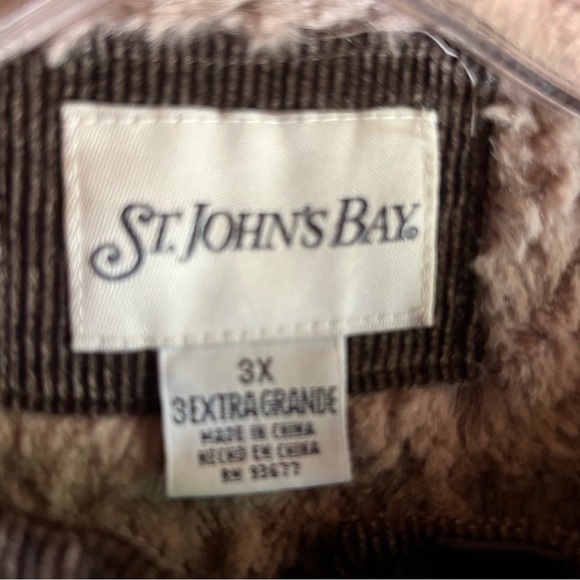 ST. JOHN'S BAY
3X
3 EXTRA GRANDE
MADE IN CHINA
HECHO EN CHINA
RN 93677